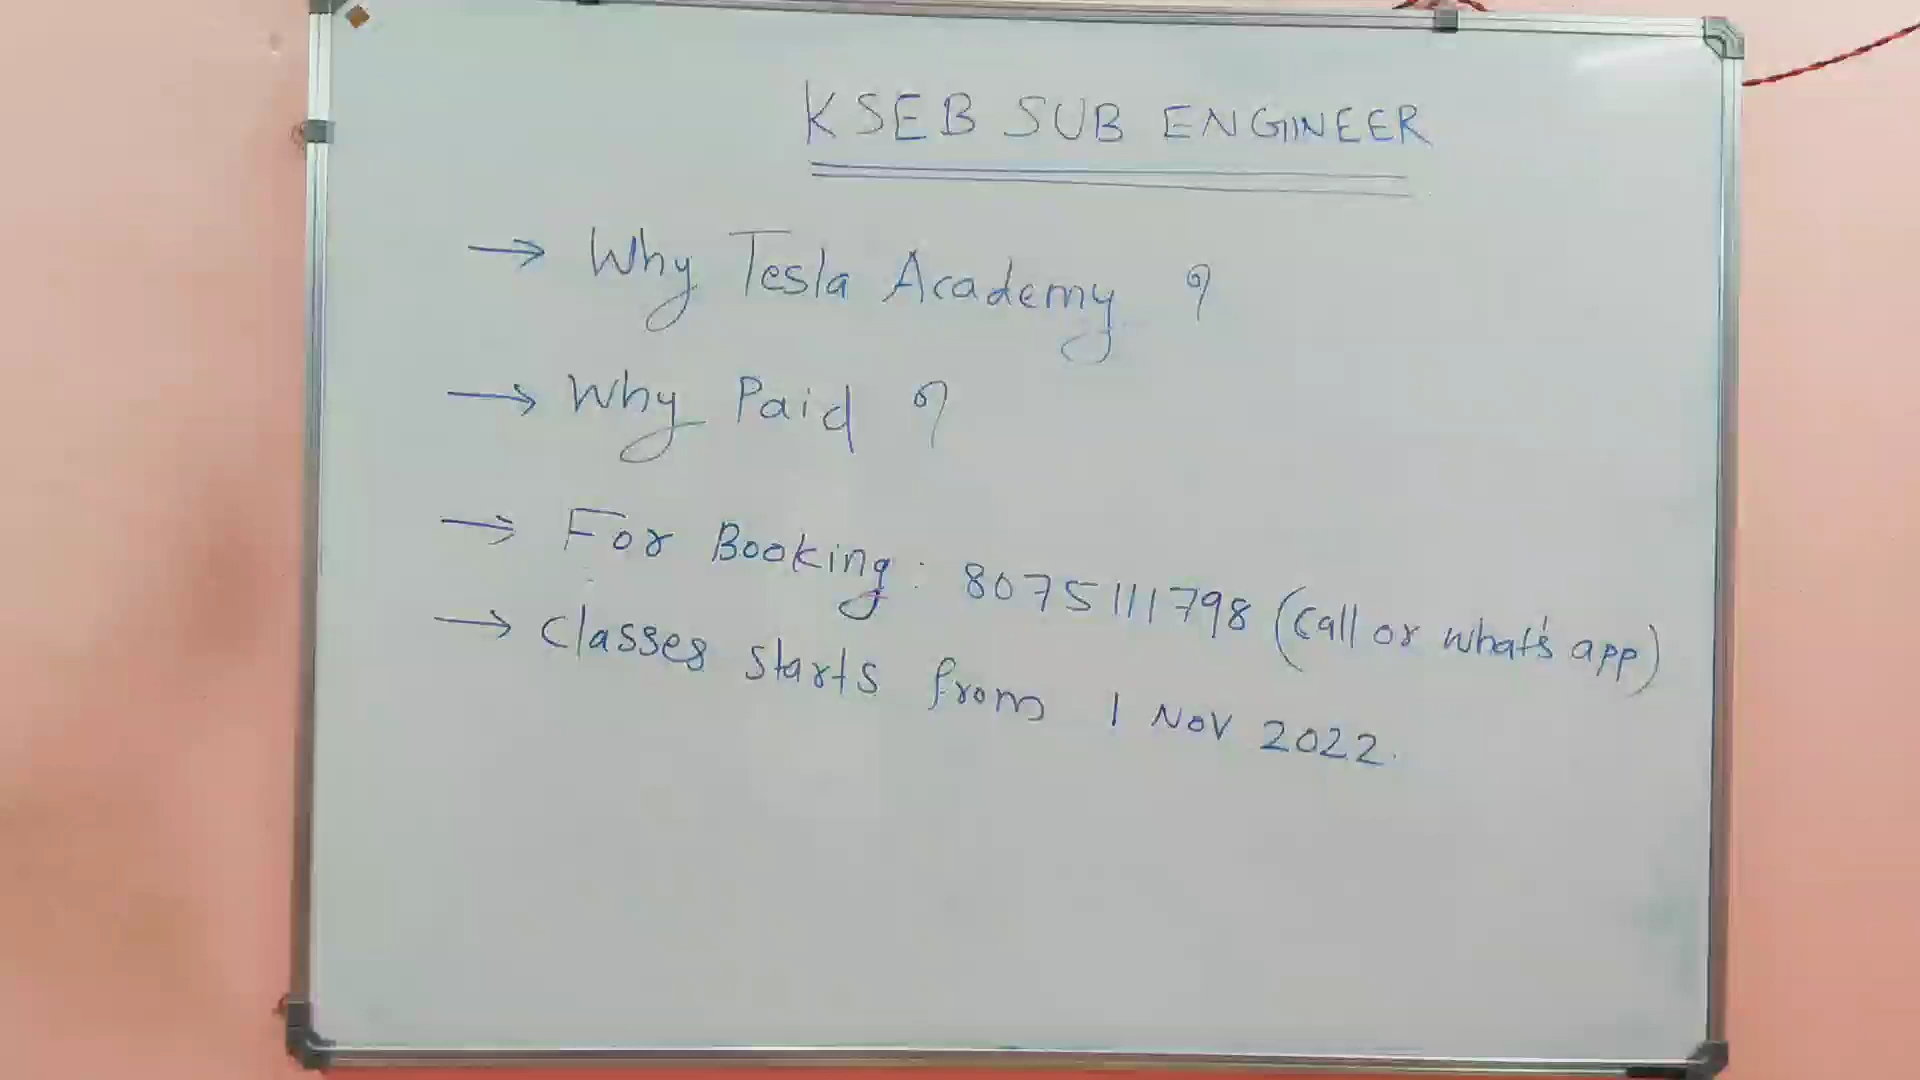 KSEB SUB ENGINEER
→ Why Tesla Academy ?
→ Why Paid ?
→ For Booking : 8075111798 (Call or what's app)
→ Classes starts from 1 Nov 2022.